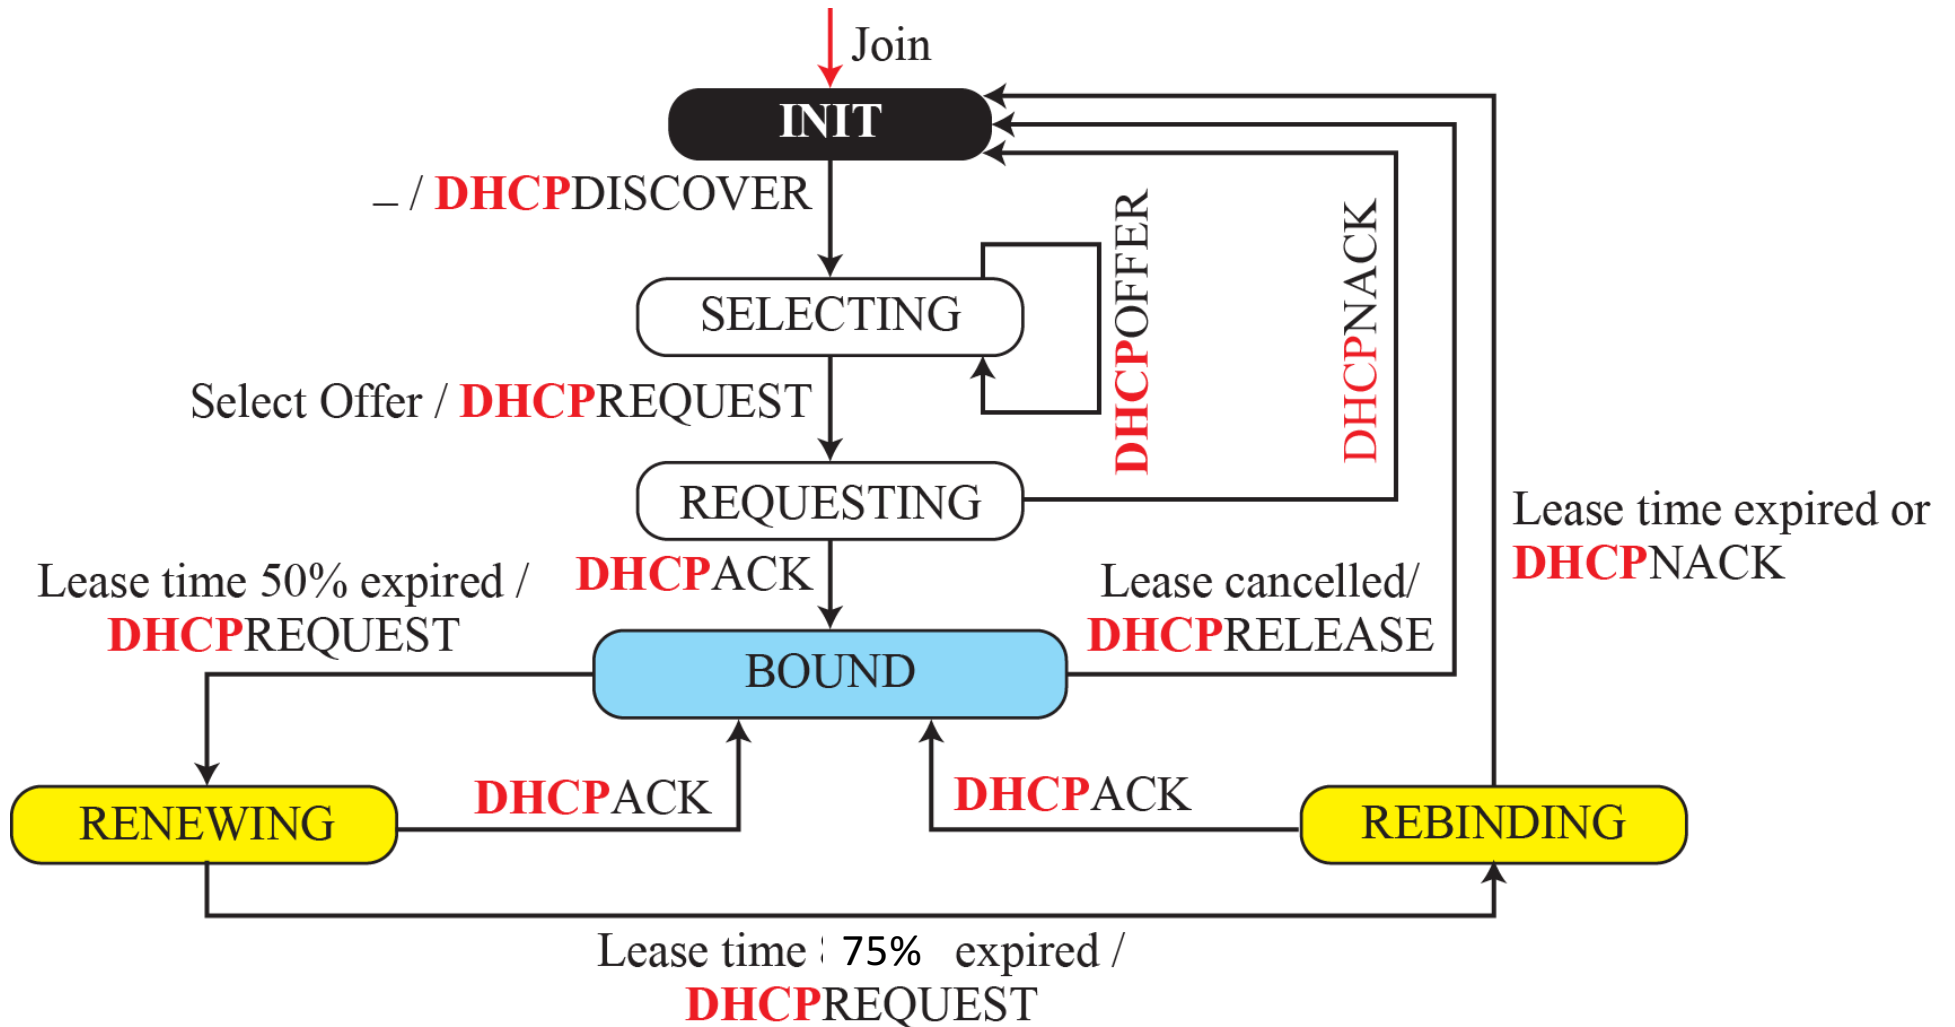 Join
INIT
– / DHCPDISCOVER
SELECTING
DHCPOFFER
DHCPNACK
Select Offer / DHCPREQUEST
REQUESTING
Lease time expired or
DHCPNACK
Lease time 50% expired /
DHCPREQUEST
DHCPACK
Lease cancelled/
DHCPRELEASE
BOUND
RENEWING
DHCPACK
DHCPACK
REBINDING
Lease time 75% expired /
DHCPREQUEST